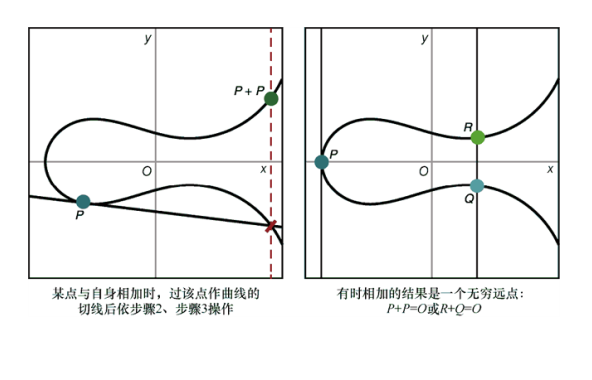 y
P + P
O
x
P
某点与自身相加时，过该点作曲线的
切线后依步骤2、步骤3操作
y
R
P
O
x
Q
有时相加的结果是一个无穷远点：
P+P=O或R+Q=O